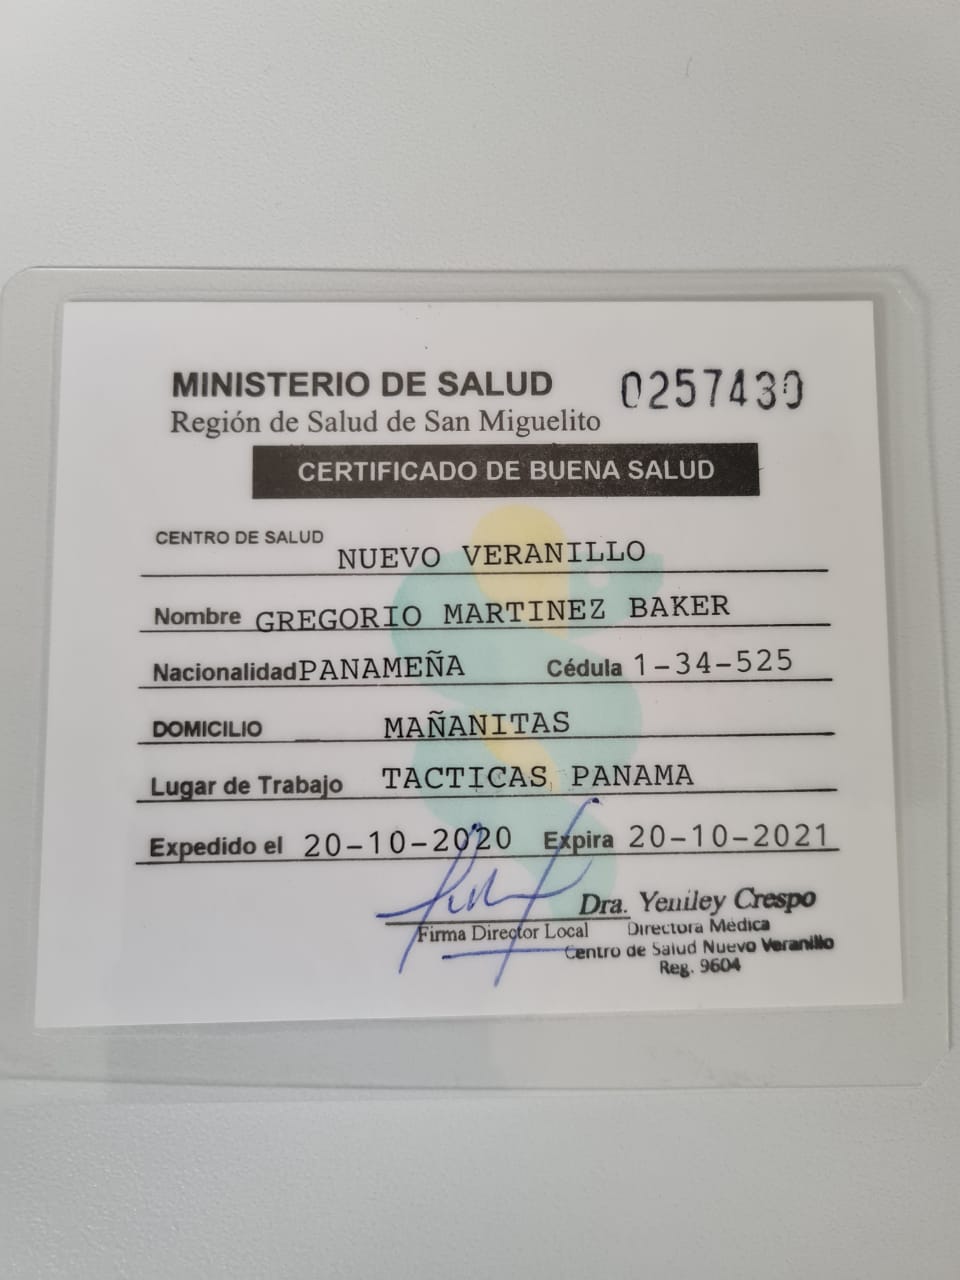 MINISTERIO DE SALUD 0257430
Región de Salud de San Miguelito
CERTIFICADO DE BUENA SALUD
CENTRO DE SALUD NUEVO VERANILLO
Nombre GREGORIO MARTINEZ BAKER
Nacionalidad PANAMEÑA Cédula 1-34-525
DOMICILIO MAÑANITAS
Lugar de Trabajo TACTICAS, PANAMA
Expedido el 20-10-2020 Expira 20-10-2021
Firma Director Local
Dra. Yeniley Crespo
Directora Médica
Centro de Salud Nuevo Veranillo
Reg. 9604